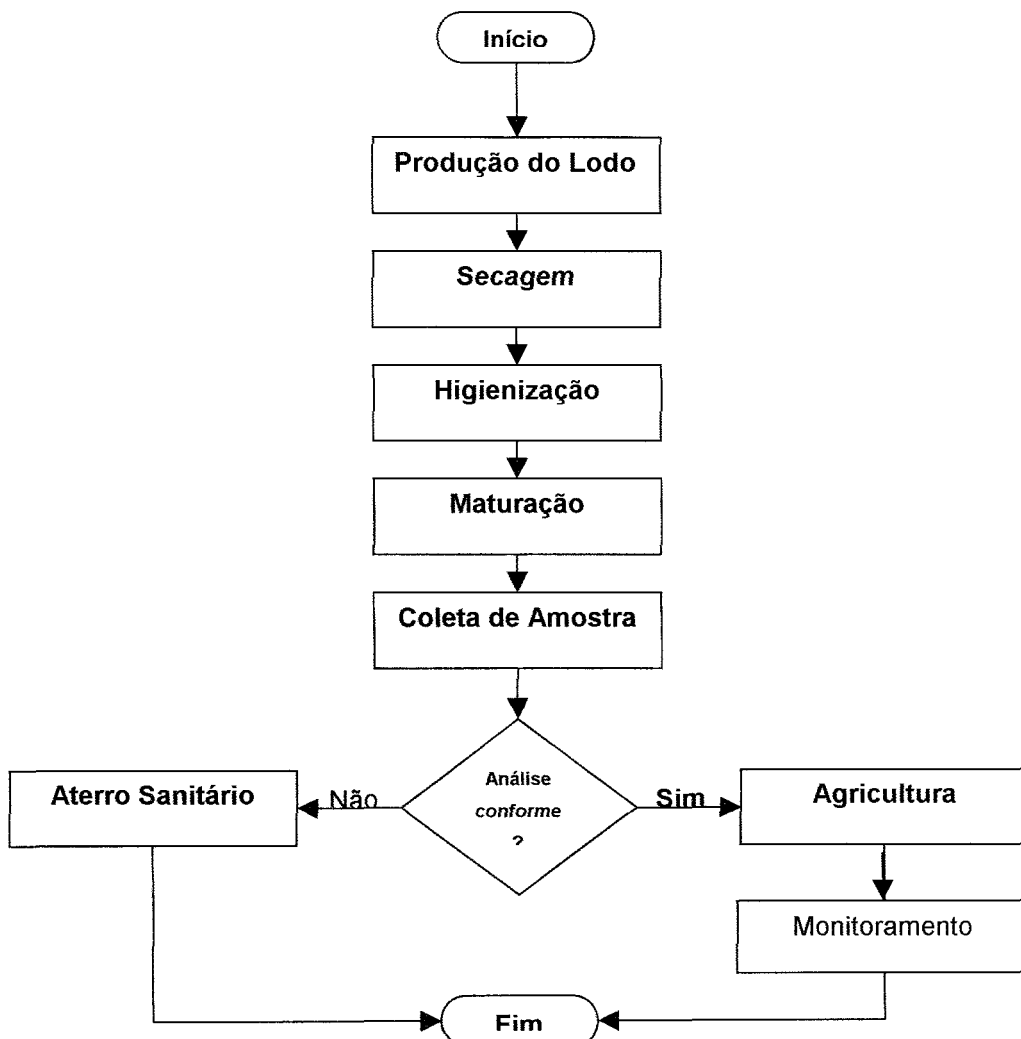 Início
Produção do Lodo
Secagem
Higienização
Maturação
Coleta de Amostra
Análise
conforme
?
Não
Sim
Aterro Sanitário
Agricultura
Monitoramento
Fim